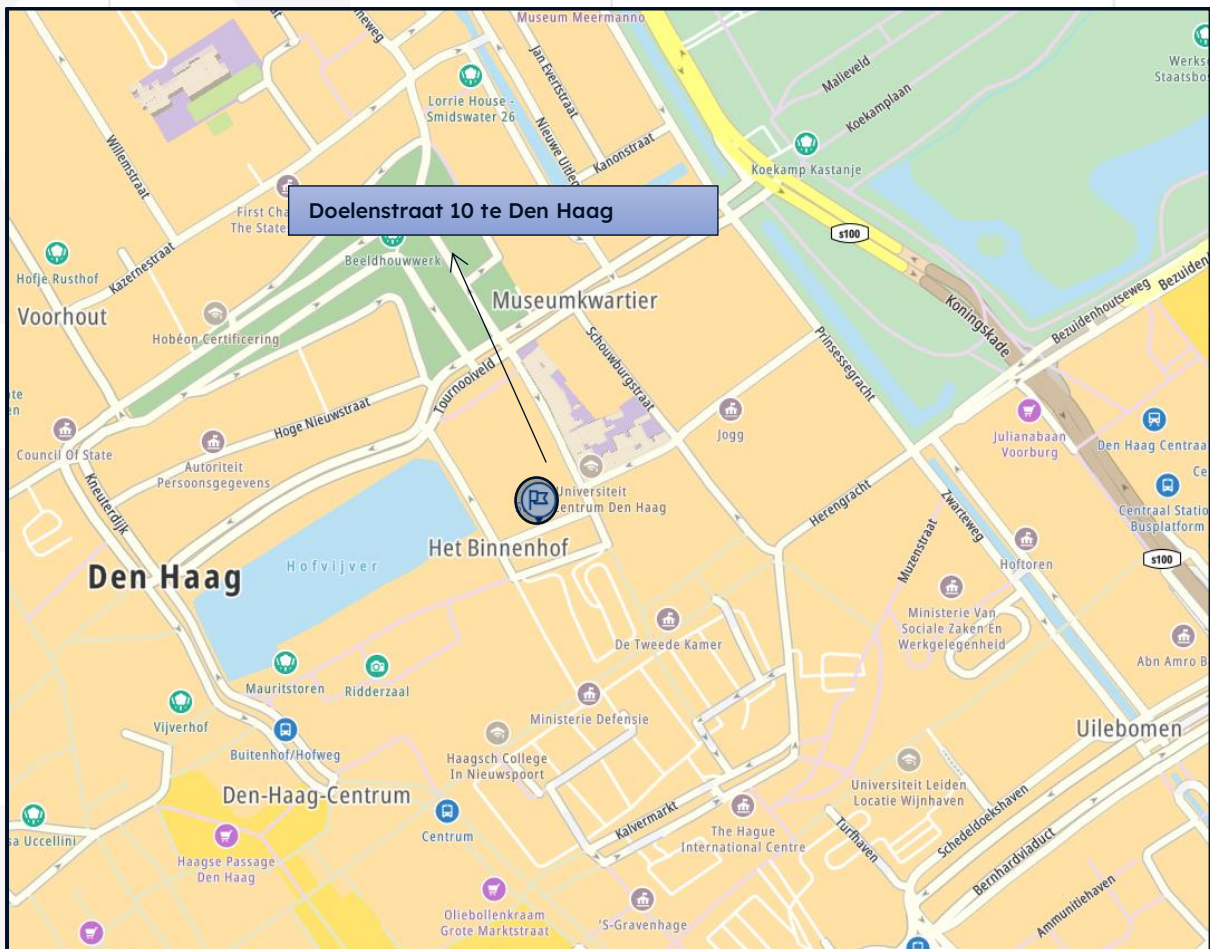 Museum Meermanno
Jan Evertstraat
Lorrie House -
Smidswater 26
Nieuwe Uitleg
Kanonstraat
Malieveld
Koekamplaan
Koekamp Kastanje
Staatsbos
Willemstraat
Doelenstraat 10 te Den Haag
First Cha
The State
s100
Kazernestraat
Hofje Rusthof
Beeldhouwwerk
Voorhout
Hobéon Certificering
Museumkwartier
Schouwburgstraat
Prinsessegracht
Koningskade
Bezuidenhoutseweg
Tournooiveld
Hoge Nieuwstraat
Council Of State
Autoriteit
Persoonsgegevens
Kneuterdijk
Jogg
Julianabaan
Voorburg
Den Haag Centraa
Universiteit
centrum Den Haag
Herengracht
Zwarteweg
Centraal Statio
Busplatform
s100
Het Binnenhof
Hofvijver
Den Haag
Muzenstraat
Hoftoren
Ministerie Van
Sociale Zaken En
Werkgelegenheid
De Tweede Kamer
Abn Amro B
Mauritstoren
Ridderzaal
Vijverhof
Ministerie Defensie
Buitenhof/Hofweg
Haagsch College
In Nieuwspoort
Uilebomen
Den-Haag-Centrum
Universiteit Leiden
Locatie Wijnhaven
Kalvermarkt
The Hague
International Centre
Turfhaven
Schedeldoekshaven
Bernhardviaduct
Centrum
sa Uccellini
Haagse Passage
Den Haag
Oliebollenkraam
Grote Marktstraat
'S-Gravenhage
Ammunitiehaven